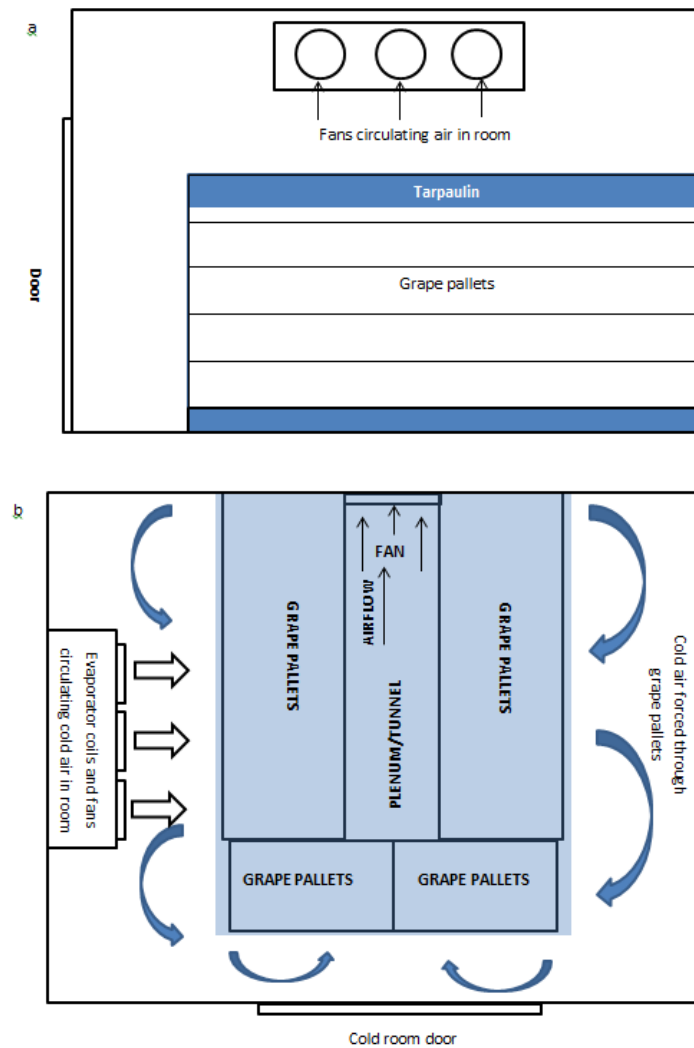 a
Fans circulating air in room
Tarpaulin
Door
Grape pallets
b
FAN
AIRFLOW
GRAPE PALLETS
GRAPE PALLETS
PLENUM/TUNNEL
Evaporator coils and fans
circulating cold air in room
Cold air forced through
grape pallets
GRAPE PALLETS
GRAPE PALLETS
Cold room door